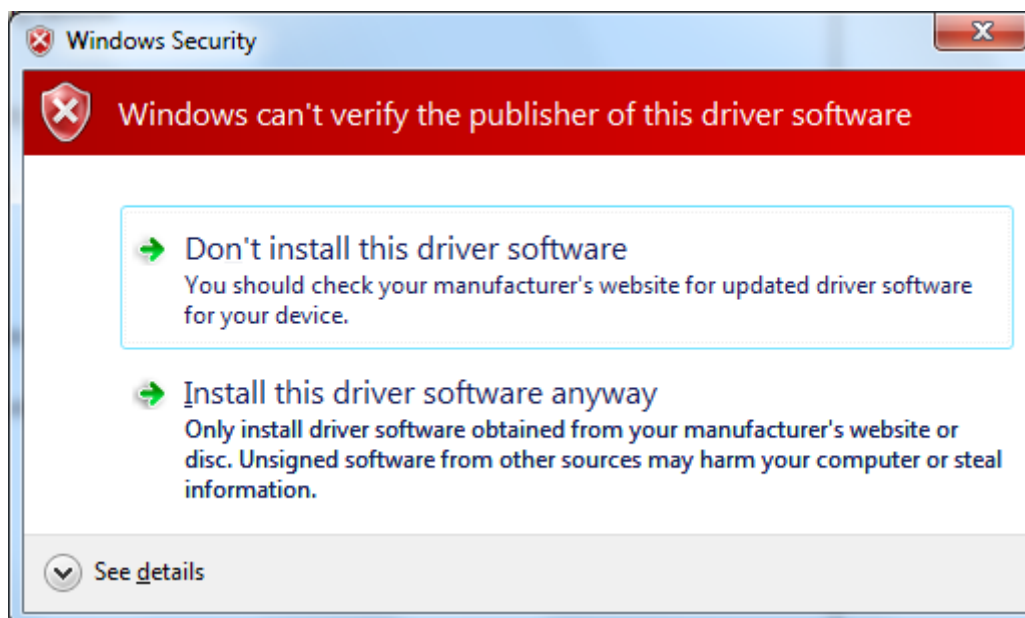 Windows Security
Windows can't verify the publisher of this driver software
Don't install this driver software
You should check your manufacturer's website for updated driver software
for your device.
Install this driver software anyway
Only install driver software obtained from your manufacturer's website or
disc. Unsigned software from other sources may harm your computer or steal
information.
See details